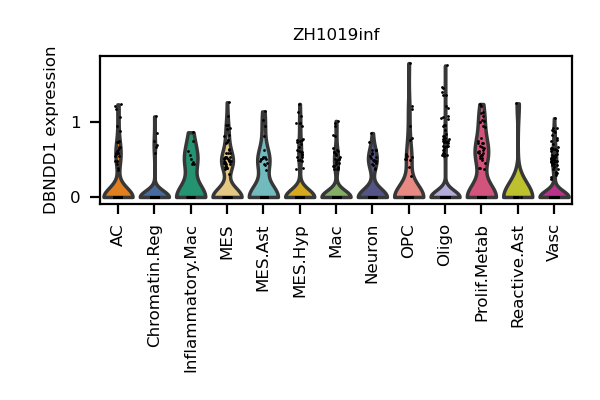 ZH1019inf
DBNDD1 expression
1
0
AC
Chromatin.Reg
Inflammatory.Mac
MES
MES.Ast
MES.Hyp
Mac
Neuron
OPC
Oligo
Prolif.Metab
Reactive.Ast
Vasc